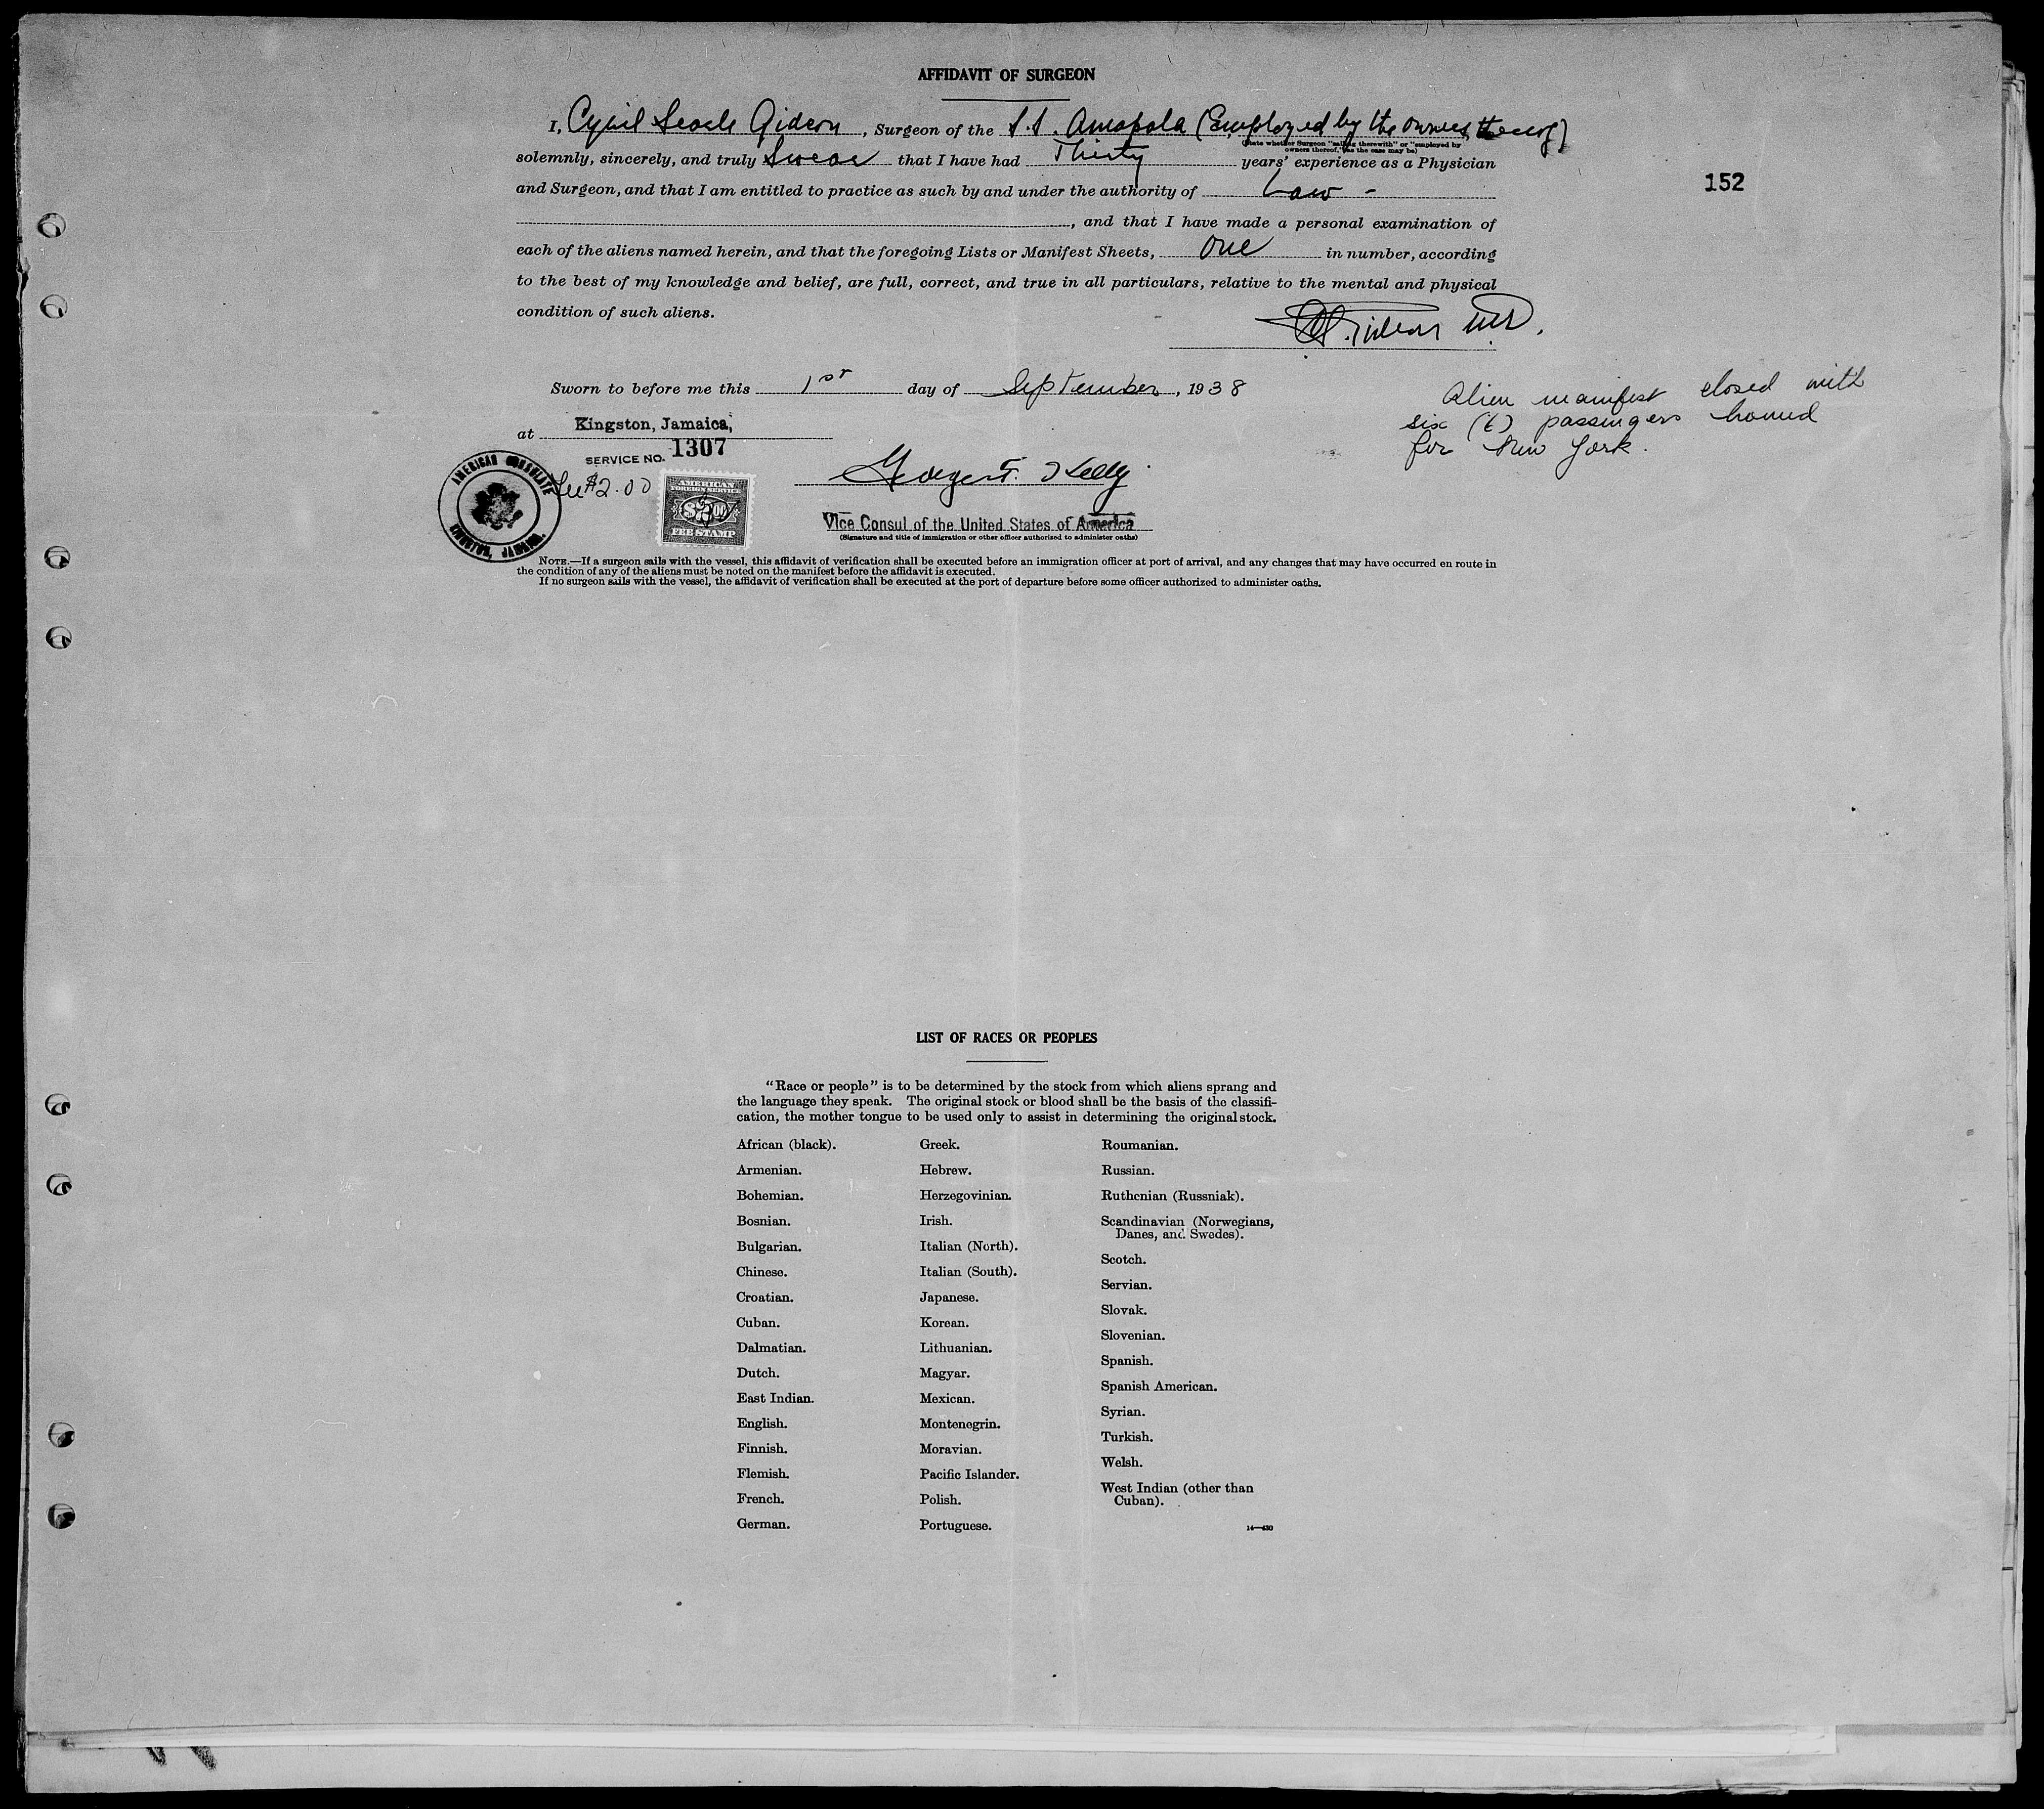 AFFIDAVIT OF SURGEON
I, Cyril Gideon, Surgeon of the S.S. Amapola (Employed by the owners thereof)
(State whether Surgeon "sailing therewith" or "employed by
owners thereof," as the case may be)
solemnly, sincerely, and truly Swear that I have had Thirty years' experience as a Physician
152
and Surgeon, and that I am entitled to practice as such by and under the authority of Law -
, and that I have made a personal examination of
each of the aliens named herein, and that the foregoing Lists or Manifest Sheets, One in number, according
to the best of my knowledge and belief, are full, correct, and true in all particulars, relative to the mental and physical
condition of such aliens.
Gideon MD.
Sworn to before me this 1st day of September, 1938
Alien manifest closed with
six (6) passengers bound
for New York.
at Kingston, Jamaica,
SERVICE NO. 1307
AMERICAN CONSULATE
KINGSTON, JAMAICA.
Fee $2.00
AMERICAN
FOREIGN SERVICE
$2.00
FEE STAMP
George F. Kelly
Vice Consul of the United States of America
(Signature and title of immigration or other officer authorized to administer oaths)
NOTE.—If a surgeon sails with the vessel, this affidavit of verification shall be executed before an immigration officer at port of arrival, and any changes that may have occurred en route in
the condition of any of the aliens must be noted on the manifest before the affidavit is executed.
If no surgeon sails with the vessel, the affidavit of verification shall be executed at the port of departure before some officer authorized to administer oaths.
LIST OF RACES OR PEOPLES
"Race or people" is to be determined by the stock from which aliens sprang and
the language they speak. The original stock or blood shall be the basis of the classifi-
cation, the mother tongue to be used only to assist in determining the original stock.
African (black).
Armenian.
Bohemian.
Bosnian.
Bulgarian.
Chinese.
Croatian.
Cuban.
Dalmatian.
Dutch.
East Indian.
English.
Finnish.
Flemish.
French.
German.
Greek.
Hebrew.
Herzegovinian.
Irish.
Italian (North).
Italian (South).
Japanese.
Korean.
Lithuanian.
Magyar.
Mexican.
Montenegrin.
Moravian.
Pacific Islander.
Polish.
Portuguese.
Roumanian.
Russian.
Ruthenian (Russniak).
Scandinavian (Norwegians,
Danes, and Swedes).
Scotch.
Servian.
Slovak.
Slovenian.
Spanish.
Spanish American.
Syrian.
Turkish.
Welsh.
West Indian (other than
Cuban).
14—430